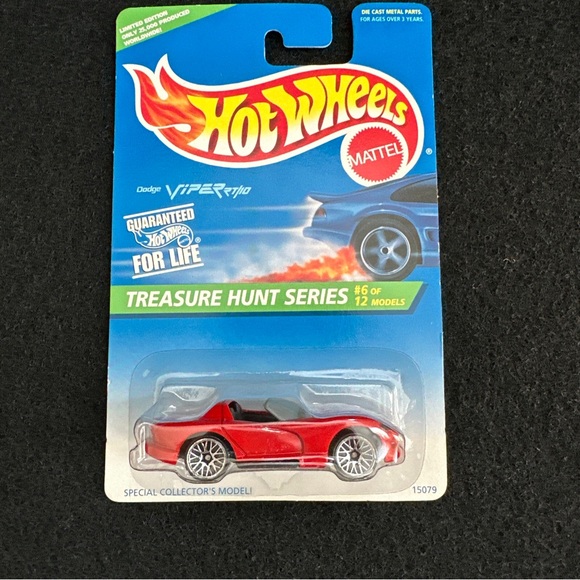 LIMITED EDITION
ONLY 25,000 PRODUCED
WORLDWIDE!
DIE CAST METAL PARTS.
FOR AGES OVER 3 YEARS.
HOT WHEELS
MATTEL
®
Dodge VIPER RT/10
GUARANTEED
Hot Wheels ®
FOR LIFE
TREASURE HUNT SERIES #6 OF
12 MODELS
SPECIAL COLLECTOR'S MODEL!
15079